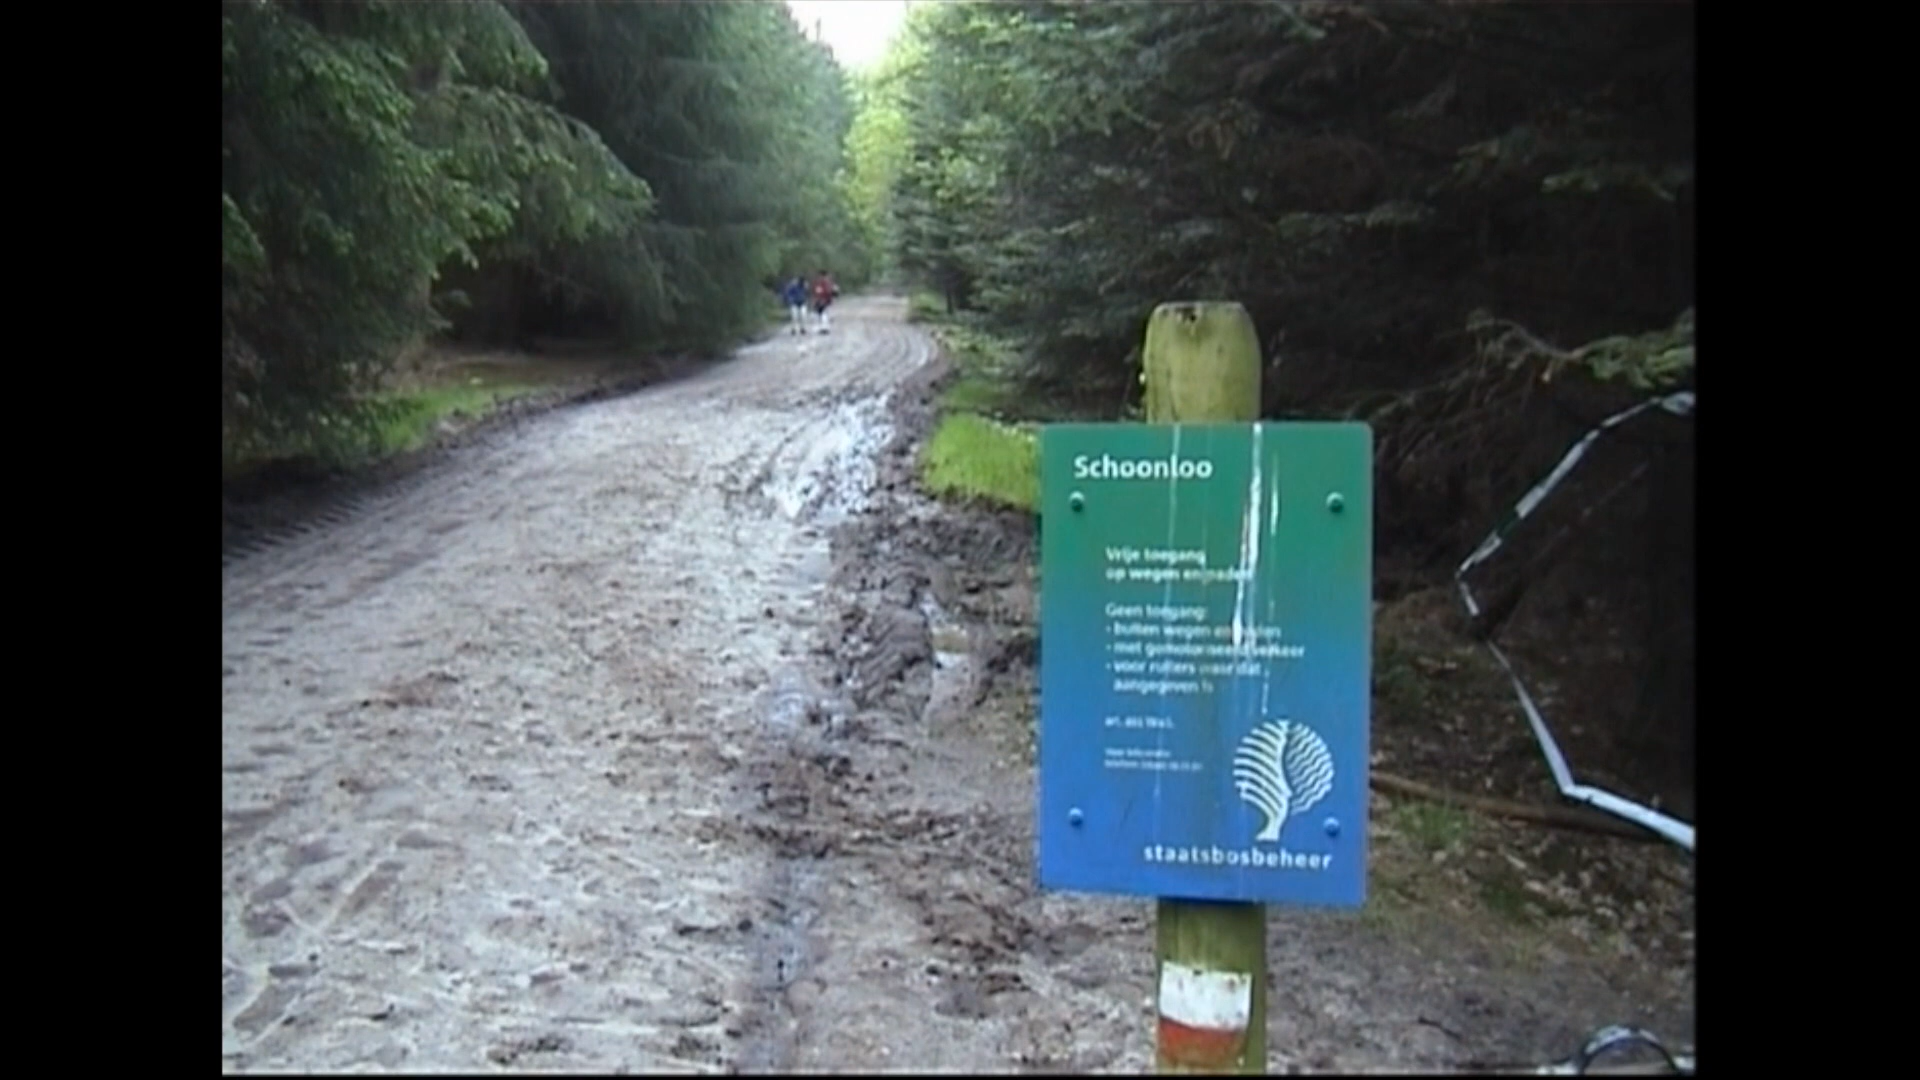 Schoonloo
Vrije toegang
op wegen en paden
Geen toegang:
- buiten wegen en paden
- met gemotoriseerd verkeer
- voor ruiters waar dat
aangegeven is
staatsbosbeheer